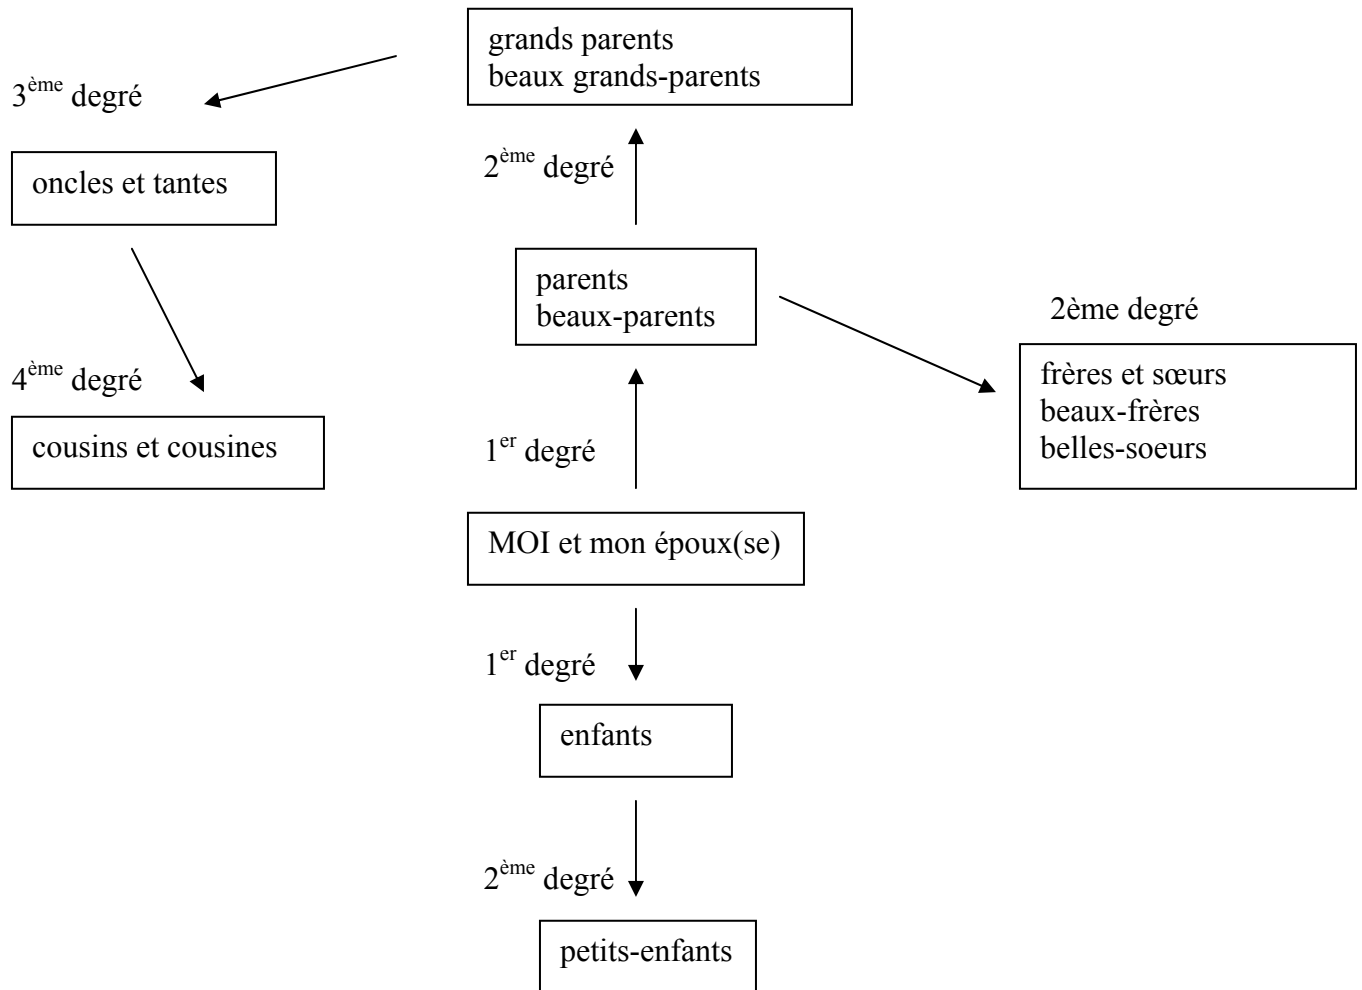 grands parents
beaux grands-parents
3ème degré
oncles et tantes
2ème degré
parents
beaux-parents
2ème degré
frères et sœurs
beaux-frères
belles-soeurs
4ème degré
cousins et cousines
1er degré
MOI et mon époux(se)
1er degré
enfants
2ème degré
petits-enfants